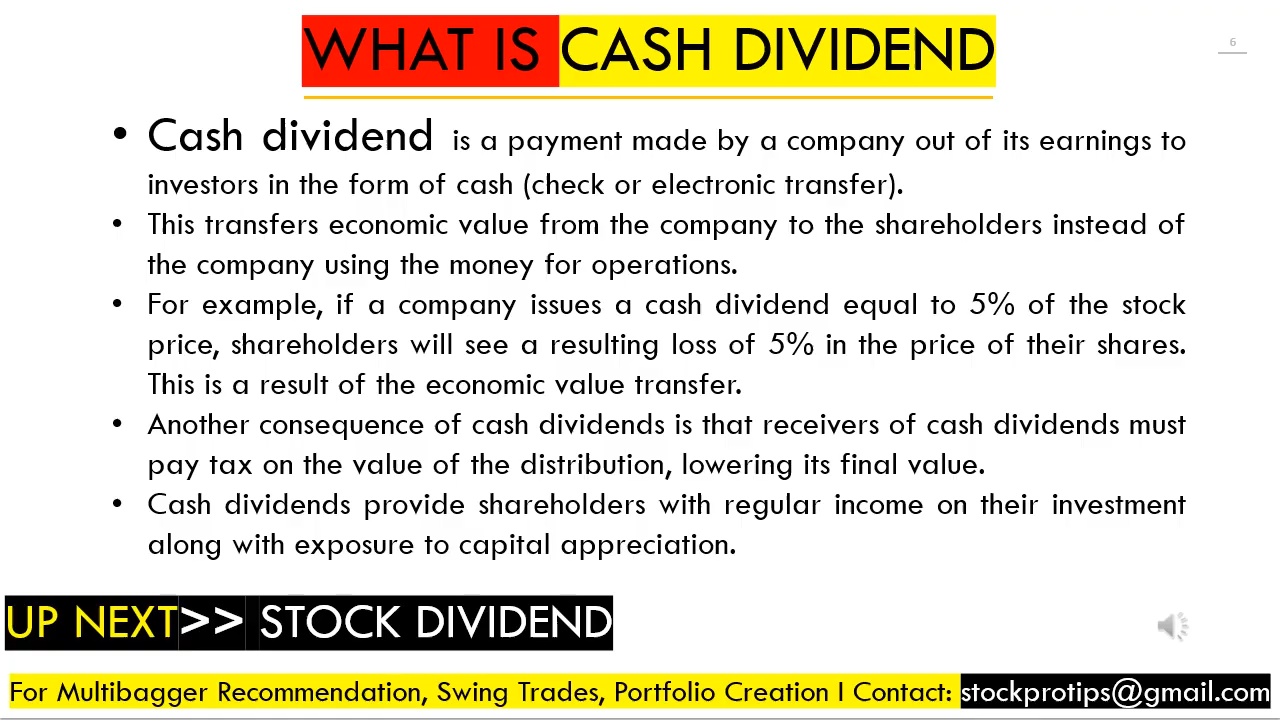 WHAT IS CASH DIVIDEND
6
• Cash dividend is a payment made by a company out of its earnings to
investors in the form of cash (check or electronic transfer).
• This transfers economic value from the company to the shareholders instead of
the company using the money for operations.
• For example, if a company issues a cash dividend equal to 5% of the stock
price, shareholders will see a resulting loss of 5% in the price of their shares.
This is a result of the economic value transfer.
• Another consequence of cash dividends is that receivers of cash dividends must
pay tax on the value of the distribution, lowering its final value.
• Cash dividends provide shareholders with regular income on their investment
along with exposure to capital appreciation.
UP NEXT>> STOCK DIVIDEND
For Multibagger Recommendation, Swing Trades, Portfolio Creation I Contact: stockprotips@gmail.com